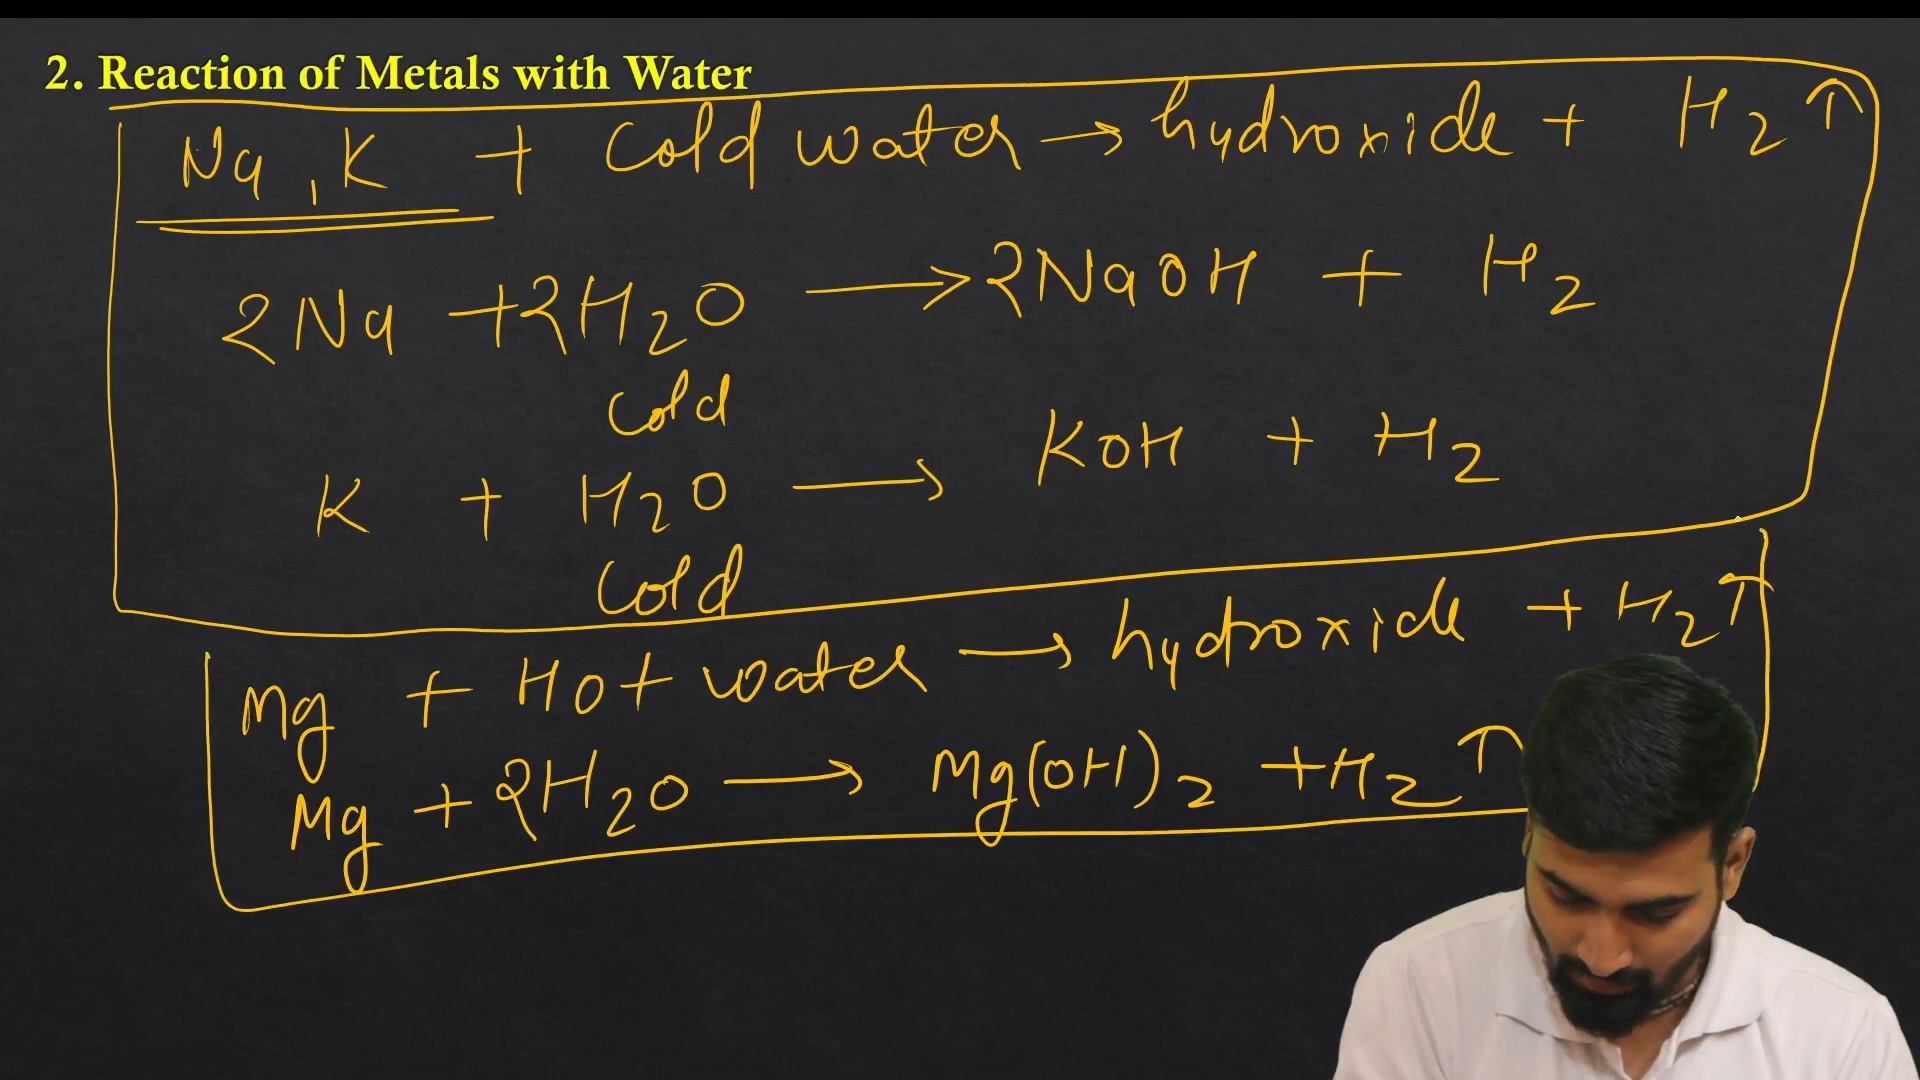 2. Reaction of Metals with Water
Na, K + Cold water → hydroxide + H₂ ↑
2Na + 2H₂O → 2NaOH + H₂
Cold
K + H₂O → KOH + H₂
Cold
Mg + Hot water → hydroxide + H₂ ↑
Mg + 2H₂O → Mg(OH)₂ + H₂ ↑